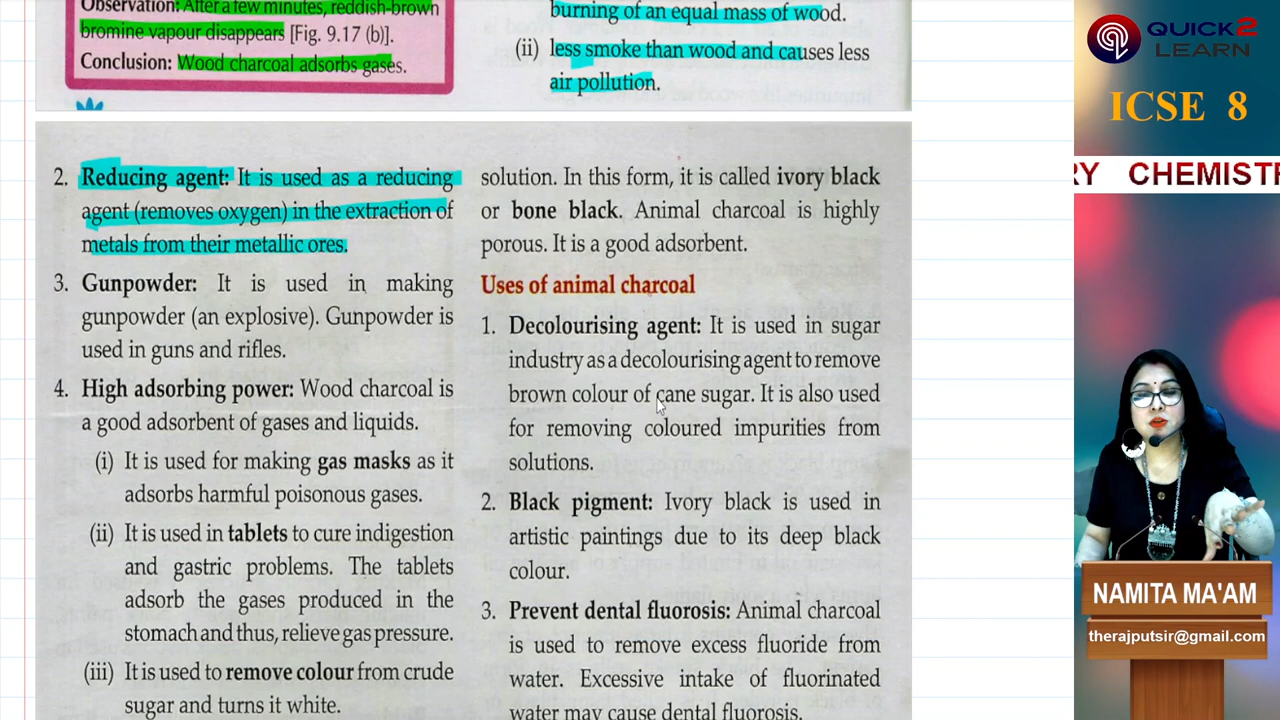 Observation: After a few minutes, reddish-brown
bromine vapour disappears [Fig. 9.17 (b)].
Conclusion: Wood charcoal adsorbs gases.
burning of an equal mass of wood.
(ii) less smoke than wood and causes less
air pollution.
2. Reducing agent: It is used as a reducing
agent (removes oxygen) in the extraction of
metals from their metallic ores.
3. Gunpowder: It is used in making
gunpowder (an explosive). Gunpowder is
used in guns and rifles.
4. High adsorbing power: Wood charcoal is
a good adsorbent of gases and liquids.
(i) It is used for making gas masks as it
adsorbs harmful poisonous gases.
(ii) It is used in tablets to cure indigestion
and gastric problems. The tablets
adsorb the gases produced in the
stomach and thus, relieve gas pressure.
(iii) It is used to remove colour from crude
sugar and turns it white.
solution. In this form, it is called ivory black
or bone black. Animal charcoal is highly
porous. It is a good adsorbent.
Uses of animal charcoal
1. Decolourising agent: It is used in sugar
industry as a decolourising agent to remove
brown colour of cane sugar. It is also used
for removing coloured impurities from
solutions.
2. Black pigment: Ivory black is used in
artistic paintings due to its deep black
colour.
3. Prevent dental fluorosis: Animal charcoal
is used to remove excess fluoride from
water. Excessive intake of fluorinated
water may cause dental fluorosis.
QUICK2
LEARN
ICSE 8
RY CHEMIST
NAMITA MA'AM
therajputsir@gmail.com